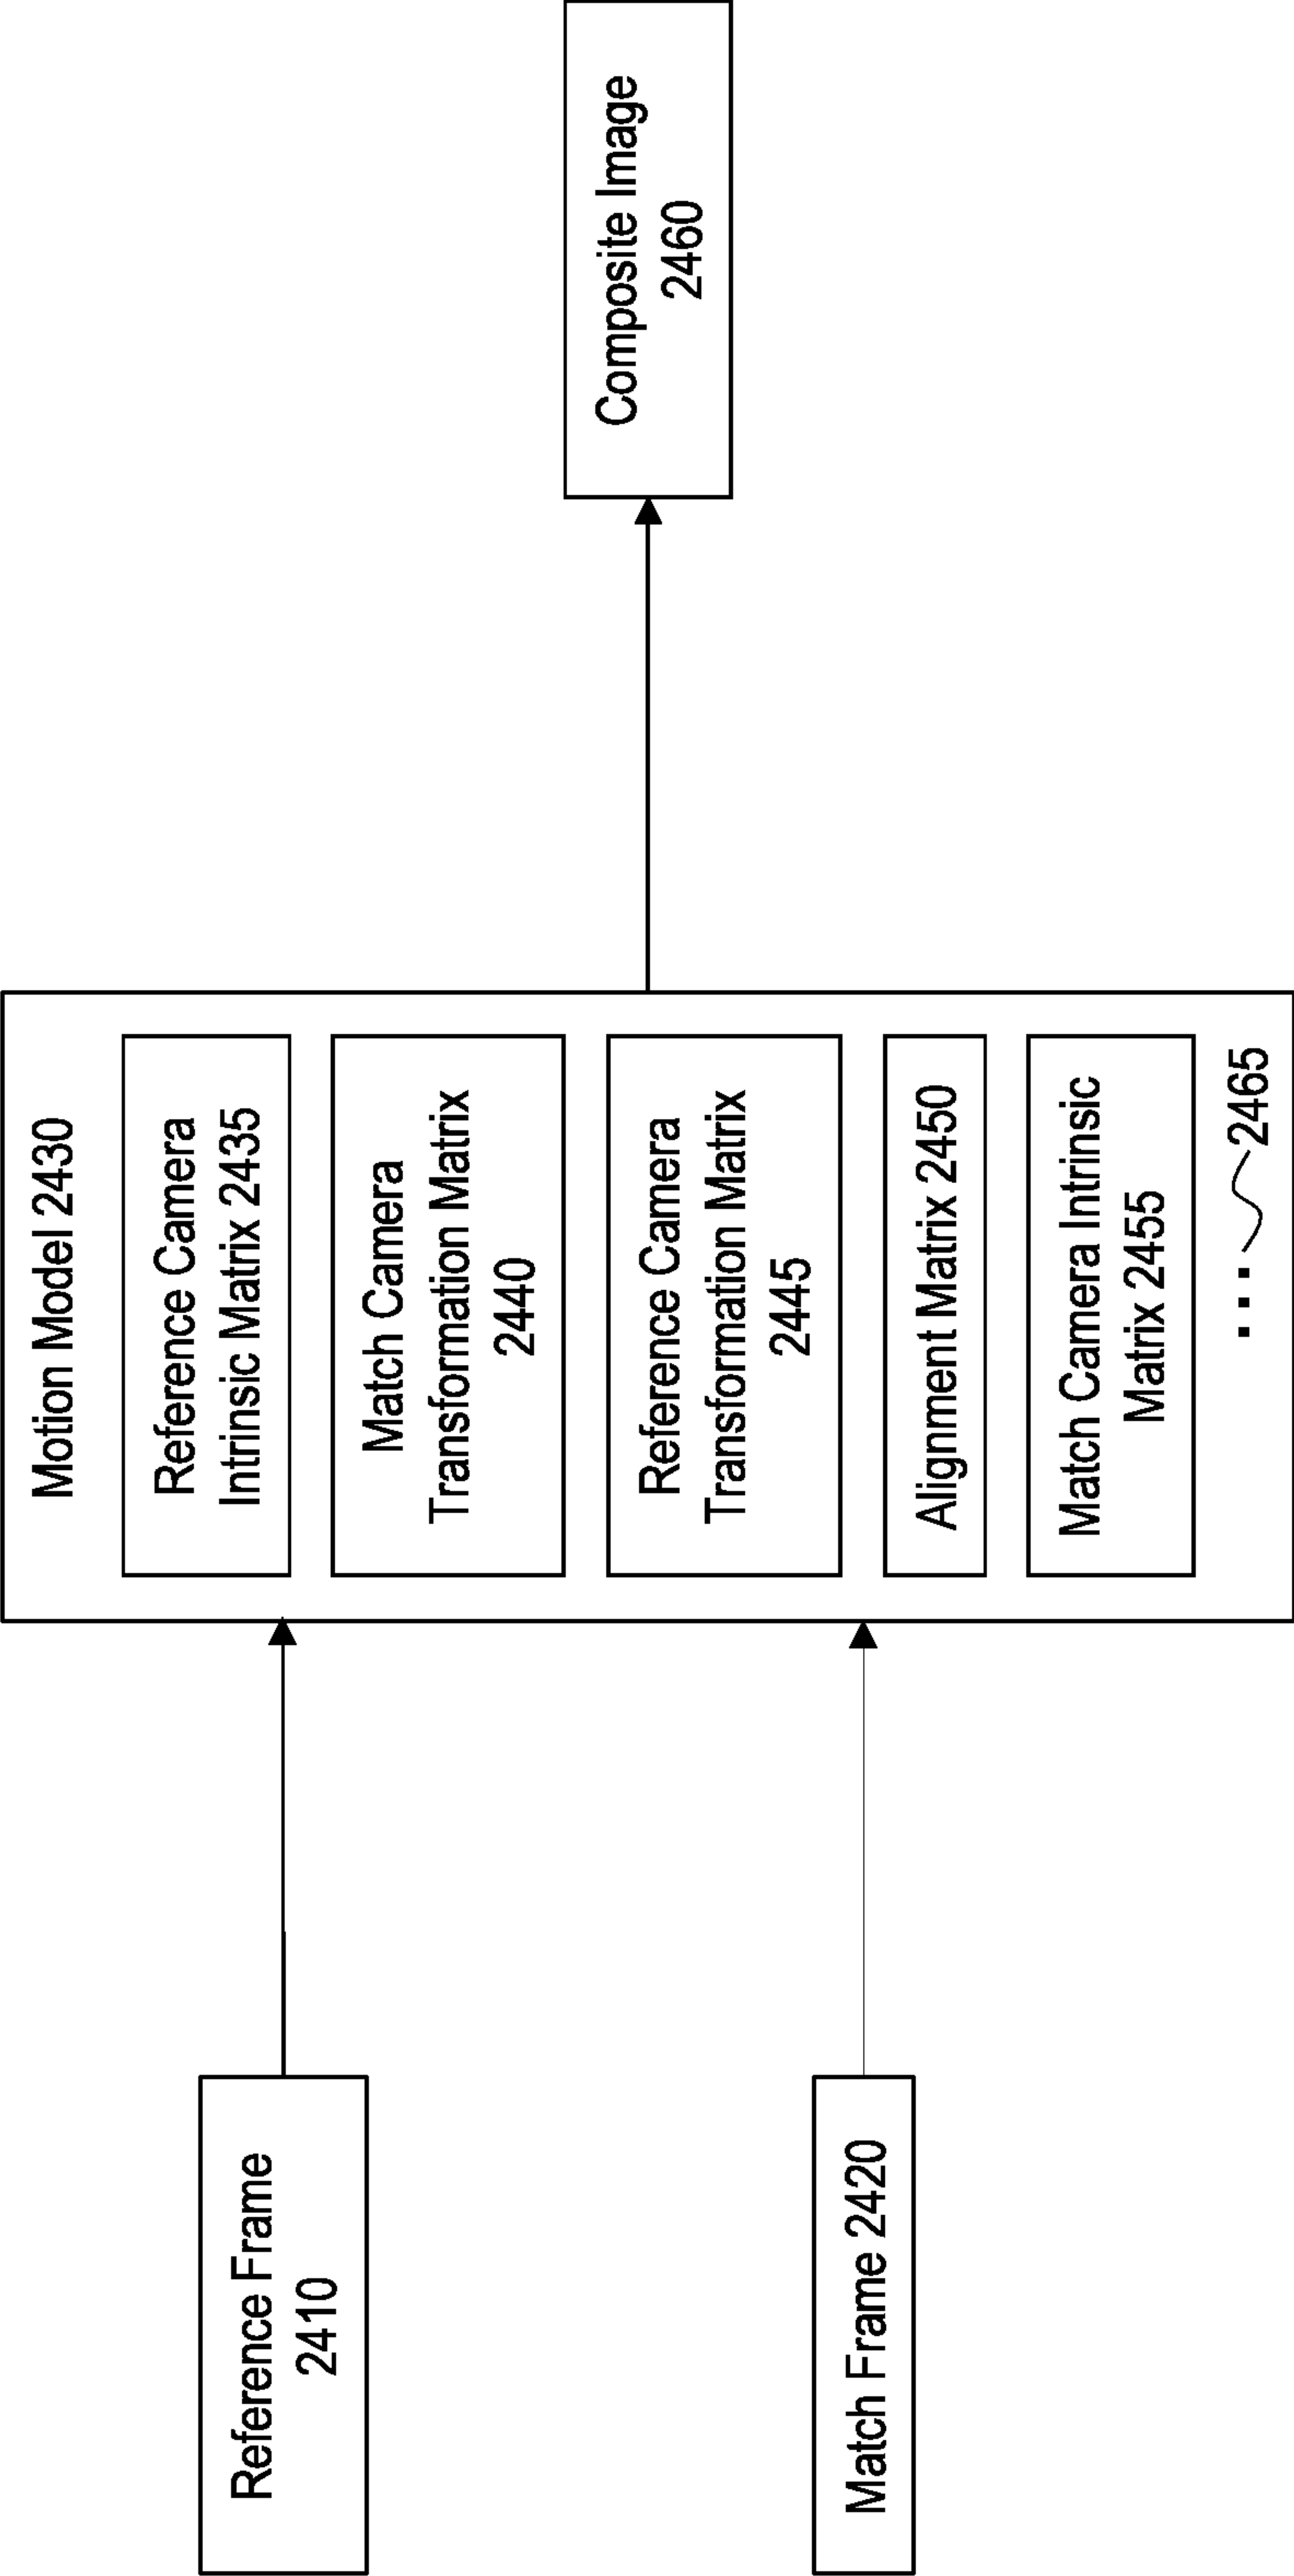 Reference Frame
2410
Match Frame 2420
Motion Model 2430
Reference Camera
Intrinsic Matrix 2435
Match Camera
Transformation Matrix
2440
Reference Camera
Transformation Matrix
2445
Alignment Matrix 2450
Match Camera Intrinsic
Matrix 2455
2465
Composite Image
2460